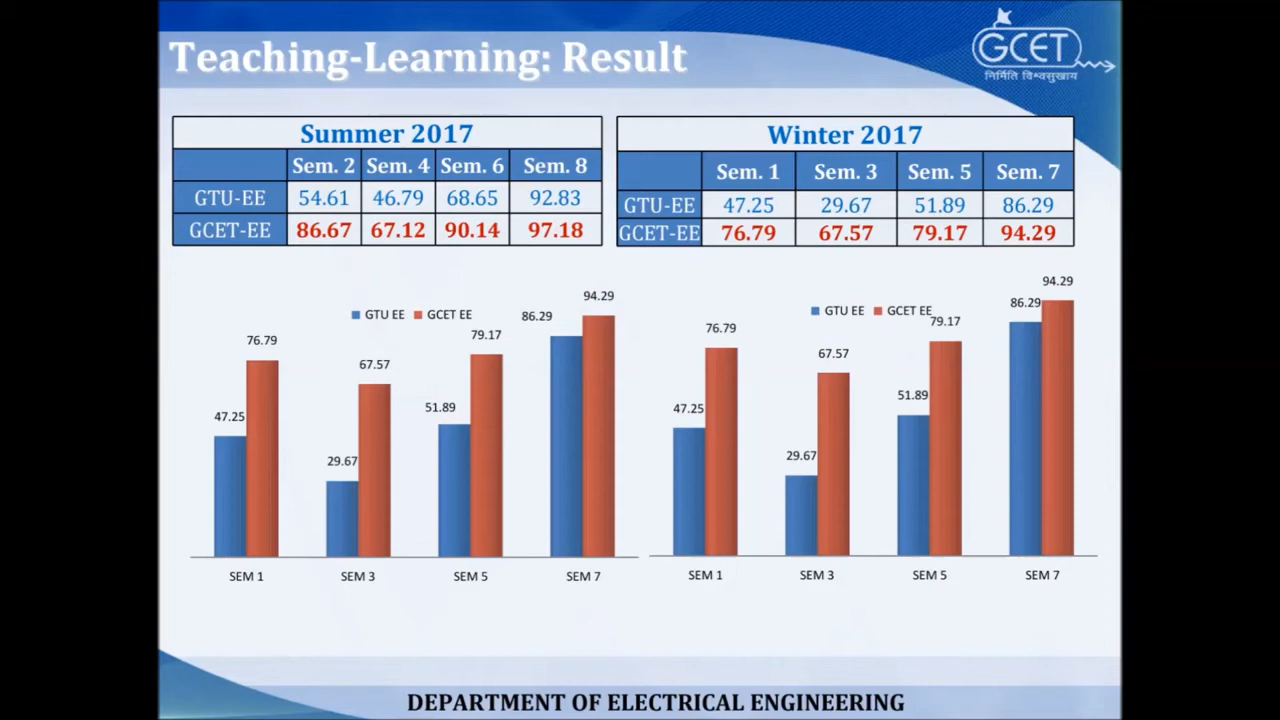 Teaching-Learning: Result
GCET
निर्मिति विश्वसुखाय
Summer 2017
Sem. 2 Sem. 4 Sem. 6 Sem. 8
GTU-EE 54.61 46.79 68.65 92.83
GCET-EE 86.67 67.12 90.14 97.18
Winter 2017
Sem. 1 Sem. 3 Sem. 5 Sem. 7
GTU-EE 47.25 29.67 51.89 86.29
GCET-EE 76.79 67.57 79.17 94.29
GTU EE GCET EE
47.25 76.79 29.67 67.57 51.89 79.17 86.29 94.29
SEM 1 SEM 3 SEM 5 SEM 7
GTU EE GCET EE
47.25 76.79 29.67 67.57 51.89 79.17 86.29 94.29
SEM 1 SEM 3 SEM 5 SEM 7
DEPARTMENT OF ELECTRICAL ENGINEERING